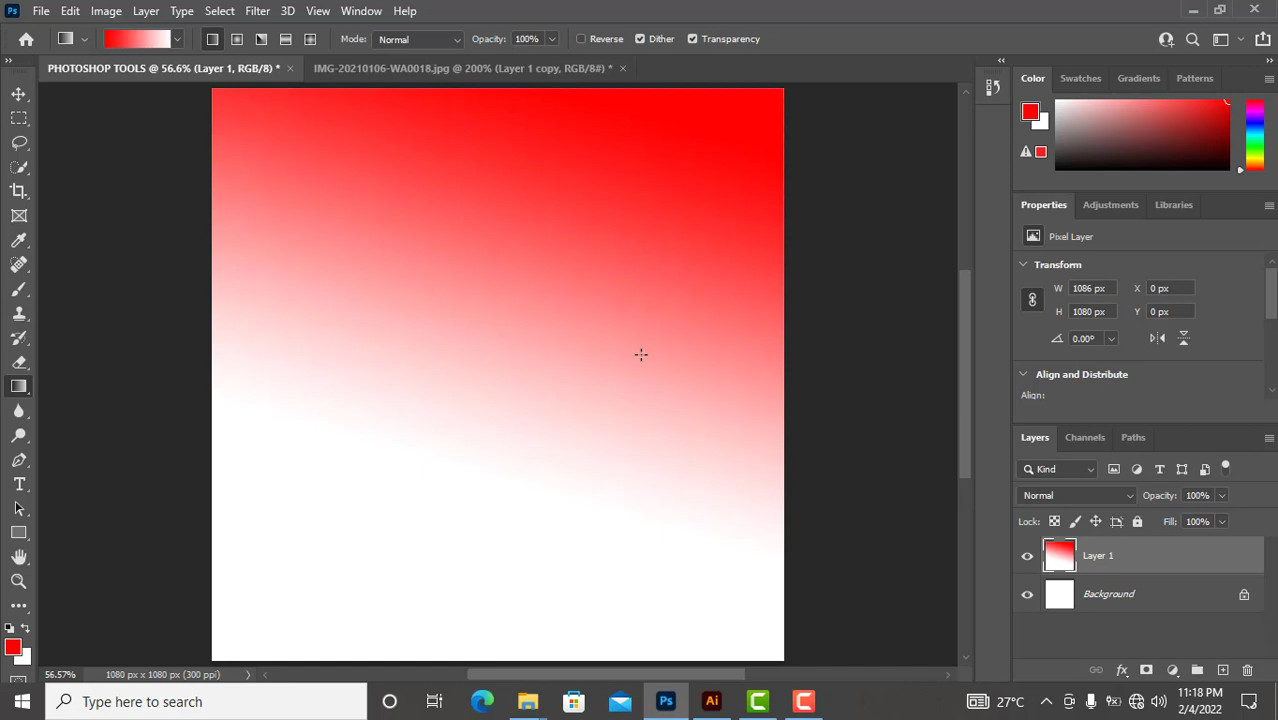 Ps File Edit Image Layer Type Select Filter 3D View Window Help
Mode: Normal Opacity: 100% Reverse Dither Transparency
PHOTOSHOP TOOLS @ 56.6% (Layer 1, RGB/8) * × IMG-20210106-WA0018.jpg @ 200% (Layer 1 copy, RGB/8#) * ×
Color Swatches Gradients Patterns
Properties Adjustments Libraries
Pixel Layer
Transform
W 1086 px X 0 px
H 1080 px Y 0 px
0.00°
Align and Distribute
Align:
Layers Channels Paths
Kind
Normal Opacity: 100%
Lock: Fill: 100%
Layer 1
Background
56.57% 1080 px x 1080 px (300 ppi)
Type here to search
Ps Ai
27°C
11:18 PM
2/4/2022